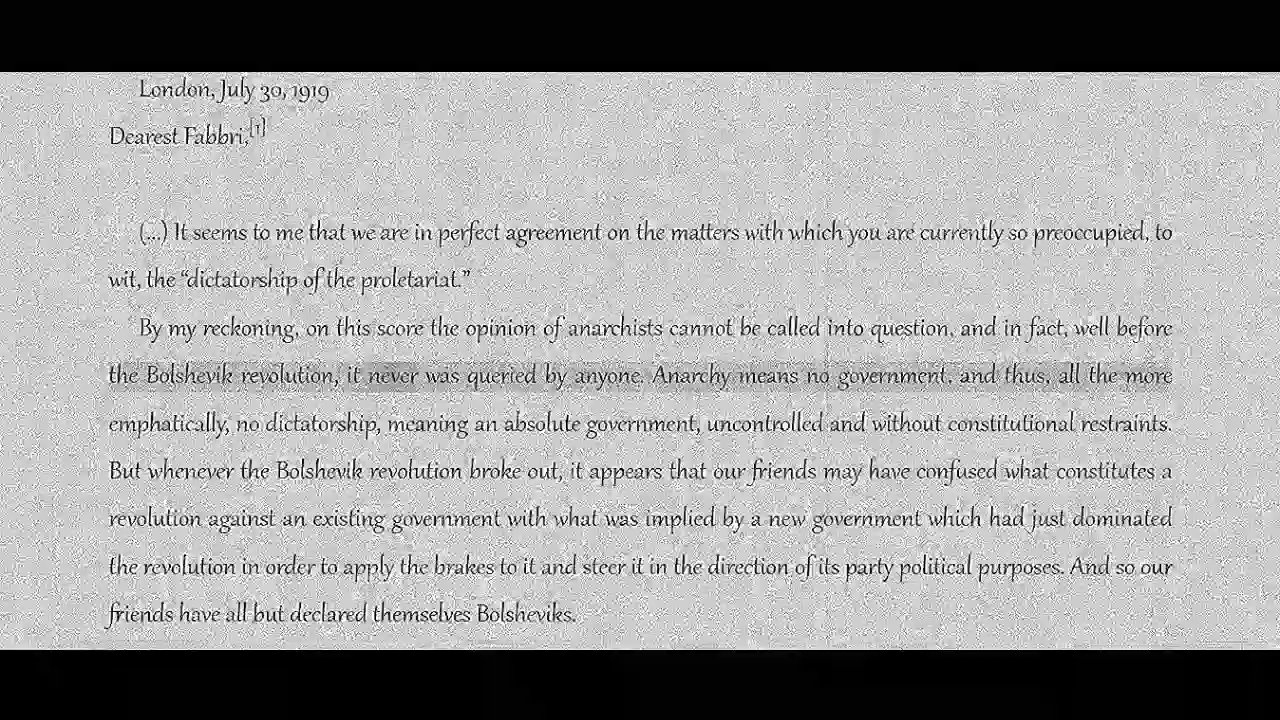 London, July 30, 1919
Dearest Fabbri,[1]
(...) It seems to me that we are in perfect agreement on the matters with which you are currently so preoccupied, to
wit, the “dictatorship of the proletariat.”
By my reckoning, on this score the opinion of anarchists cannot be called into question, and in fact, well before
the Bolshevik revolution, it never was queried by anyone. Anarchy means no government, and thus, all the more
emphatically, no dictatorship, meaning an absolute government, uncontrolled and without constitutional restraints.
But whenever the Bolshevik revolution broke out, it appears that our friends may have confused what constitutes a
revolution against an existing government with what was implied by a new government which had just dominated
the revolution in order to apply the brakes to it and steer it in the direction of its party political purposes. And so our
friends have all but declared themselves Bolsheviks.